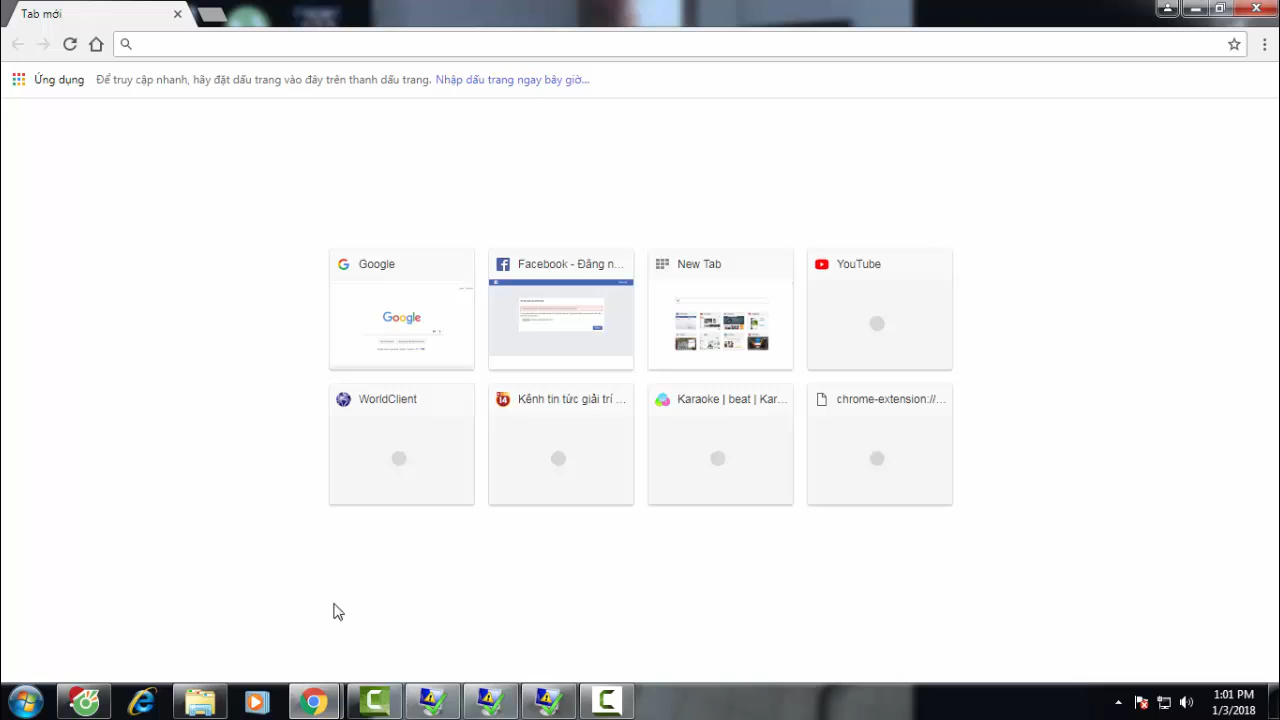 Tab mới
Ứng dụng Để truy cập nhanh, hãy đặt dấu trang vào đây trên thanh dấu trang. Nhập dấu trang ngay bây giờ...
Google
Facebook - Đăng n...
New Tab
YouTube
Google
WorldClient
Kênh tin tức giải trí ...
Karaoke | beat | Kar...
chrome-extension://...
1:01 PM
1/3/2018